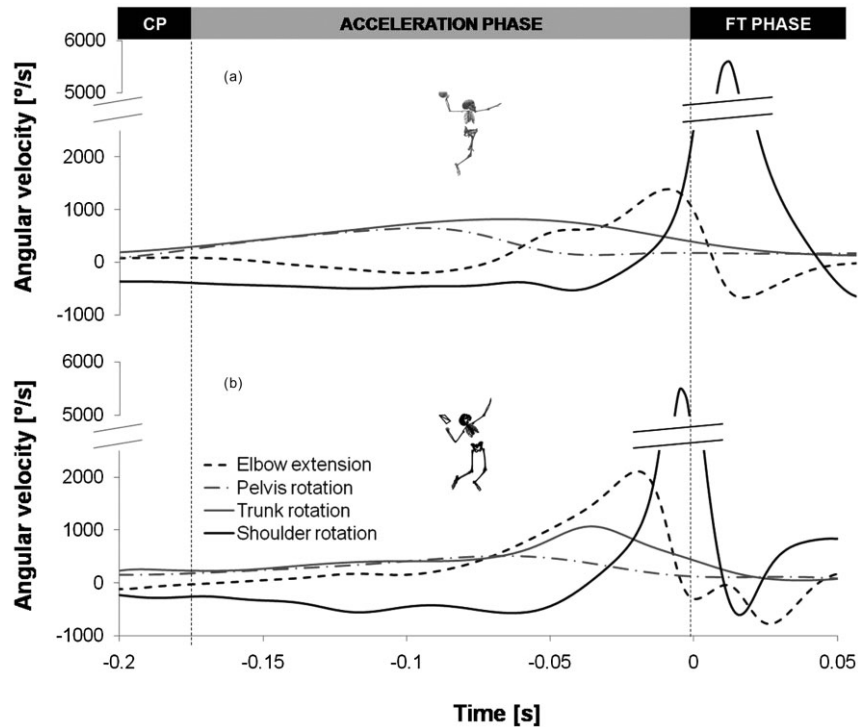 CP ACCELERATION PHASE FT PHASE
(a)
Angular velocity [°/s]
6000
5000
2000
1000
0
-1000
(b)
Angular velocity [°/s]
6000
5000
2000
1000
0
-1000
Elbow extension
Pelvis rotation
Trunk rotation
Shoulder rotation
-0.2 -0.15 -0.1 -0.05 0 0.05
Time [s]